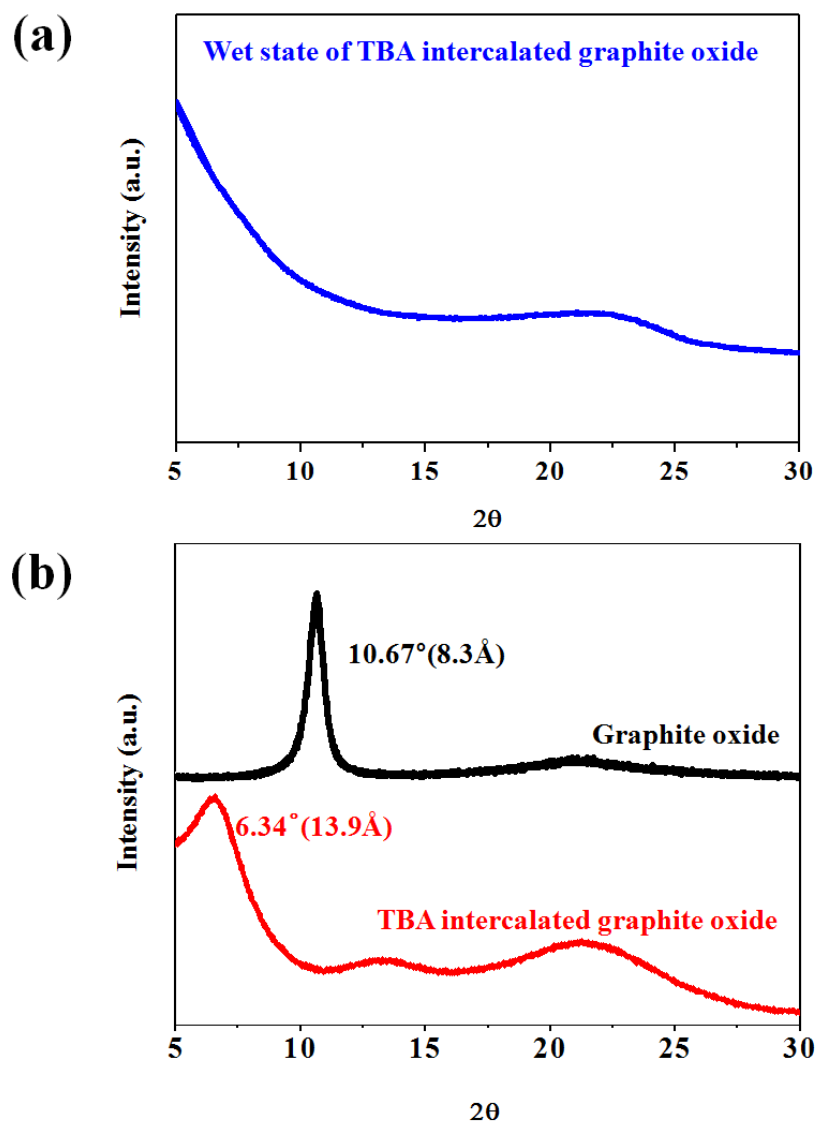 (a)
Wet state of TBA intercalated graphite oxide
Intensity (a.u.)
5 10 15 20 25 30
2θ
(b)
10.67°(8.3Å)
Graphite oxide
6.34°(13.9Å)
TBA intercalated graphite oxide
Intensity (a.u.)
5 10 15 20 25 30
2θ